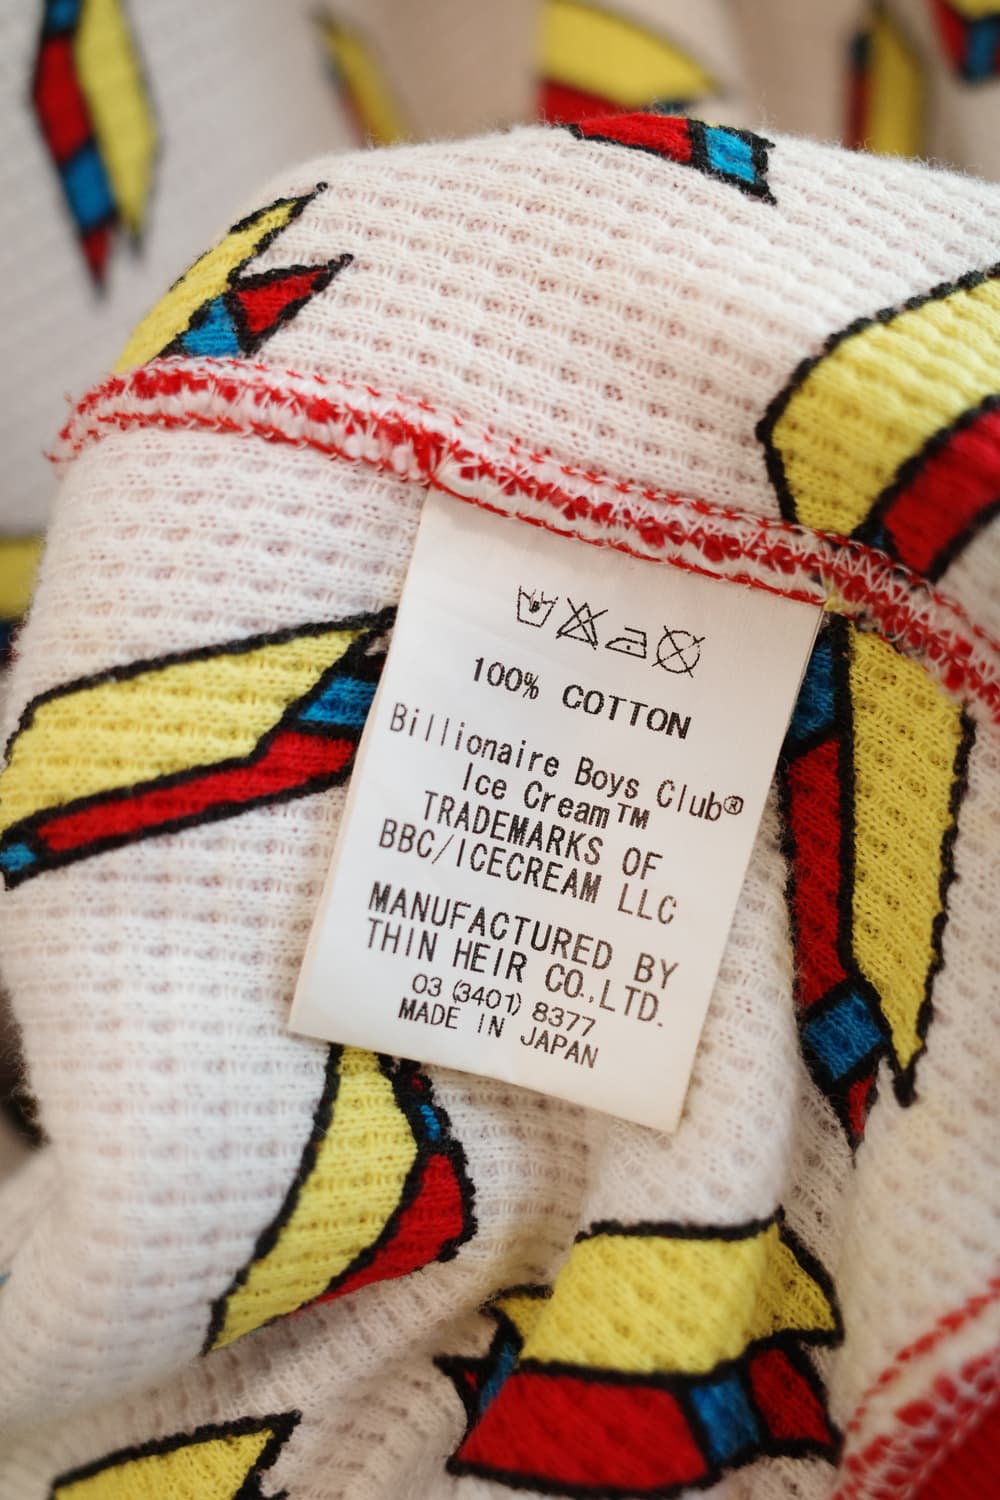 100% COTTON
Billionaire Boys Club®
Ice Cream™
TRADEMARKS OF
BBC/ICECREAM LLC
MANUFACTURED BY
THIN HEIR CO.,LTD.
03 (3401) 8377
MADE IN JAPAN